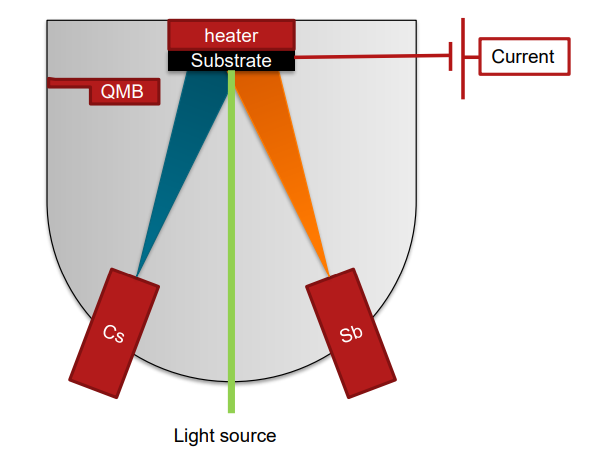 heater
Substrate
Current
QMB
Cs
Sb
Light source